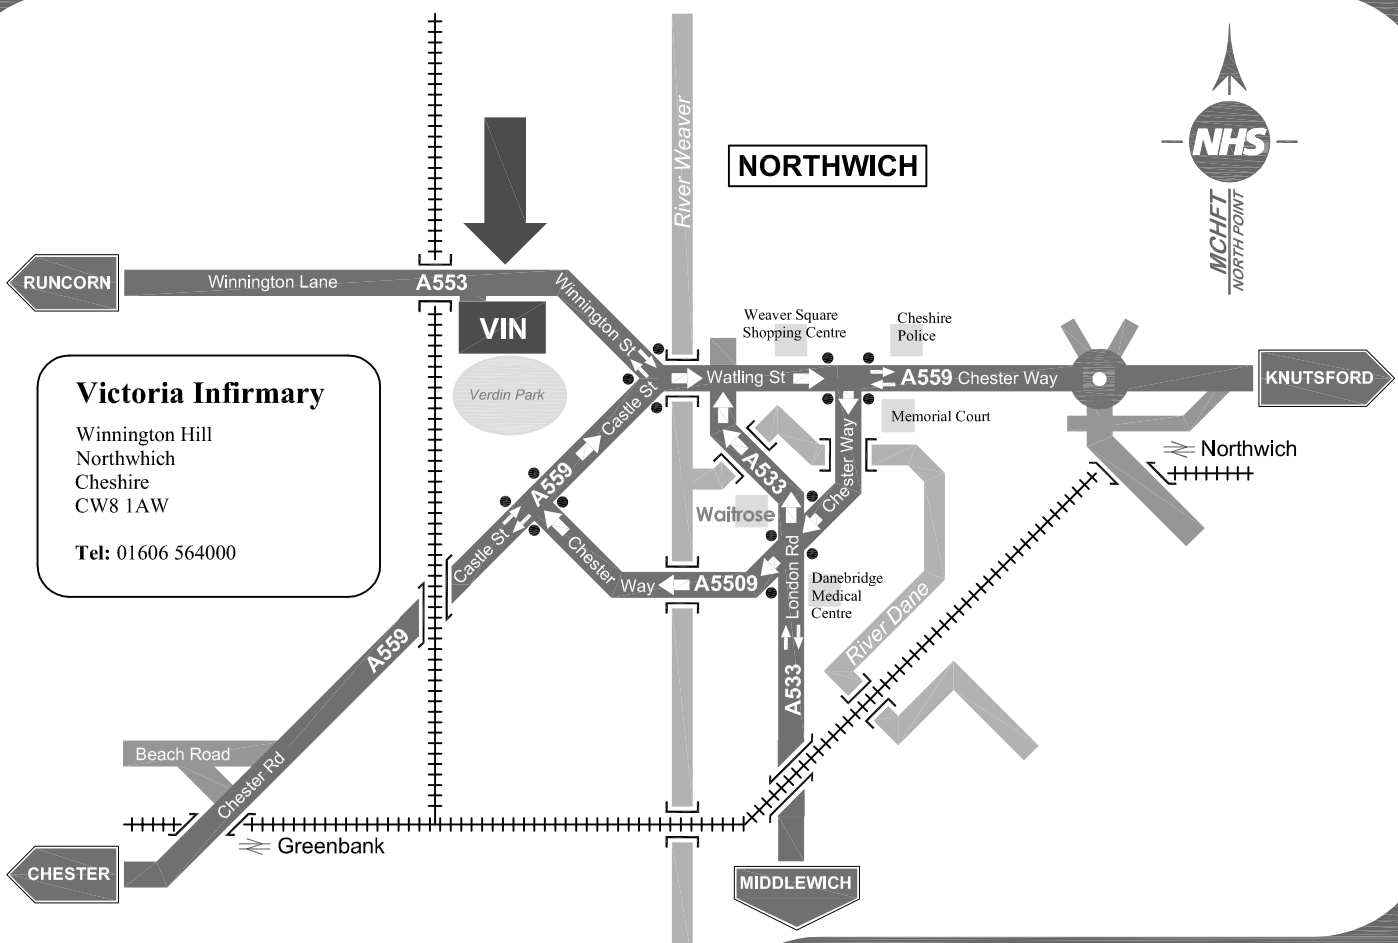 River Weaver
NORTHWICH
NHS
MCHFT
NORTH POINT
RUNCORN
Winnington Lane
A553
Winnington St
VIN
Verdin Park
Victoria Infirmary
Winnington Hill
Northwhich
Cheshire
CW8 1AW
Tel: 01606 564000
Weaver Square
Shopping Centre
Cheshire
Police
Watling St
A559 Chester Way
KNUTSFORD
Memorial Court
Northwich
Castle St
A559
A533
Chester Way
Waitrose
Castle St
Chester
Way
A5509
London Rd
Danebridge
Medical
Centre
River Dane
A533
A559
Beach Road
Chester Rd
Greenbank
CHESTER
MIDDLEWICH